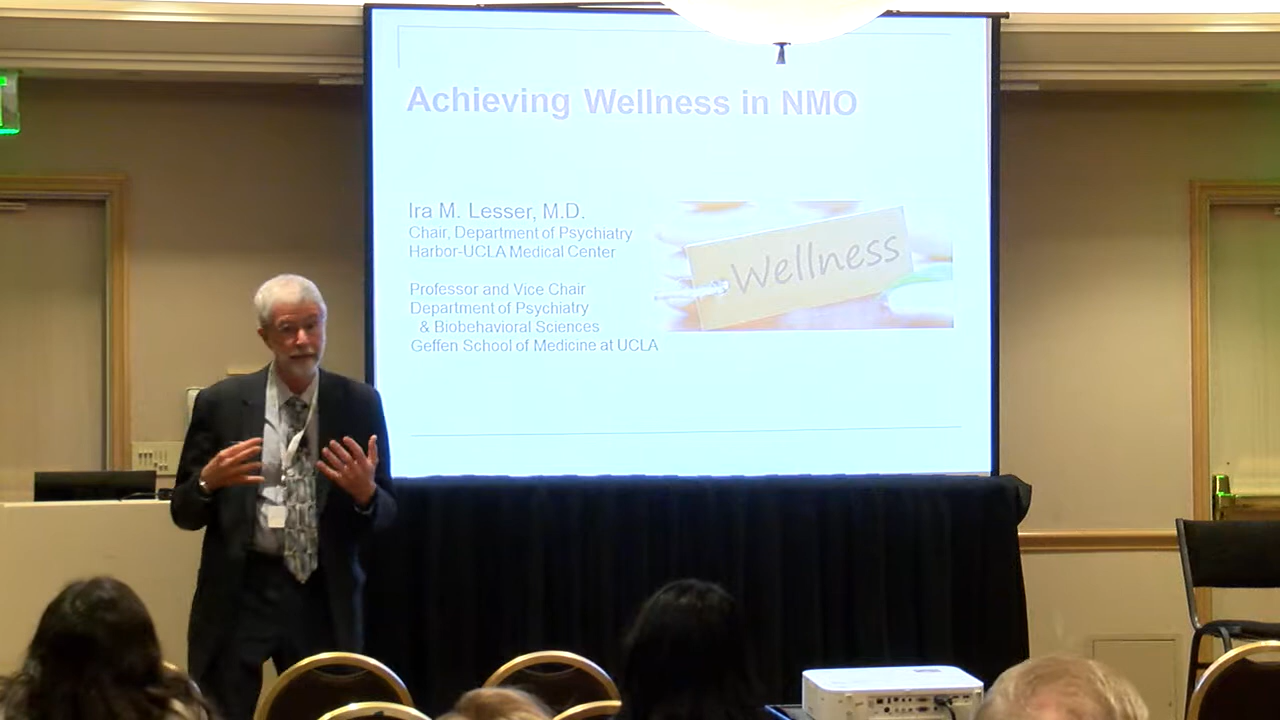 Achieving Wellness in NMO
Ira M. Lesser, M.D.
Chair, Department of Psychiatry
Harbor-UCLA Medical Center
Professor and Vice Chair
Department of Psychiatry
& Biobehavioral Sciences
Geffen School of Medicine at UCLA
Wellness